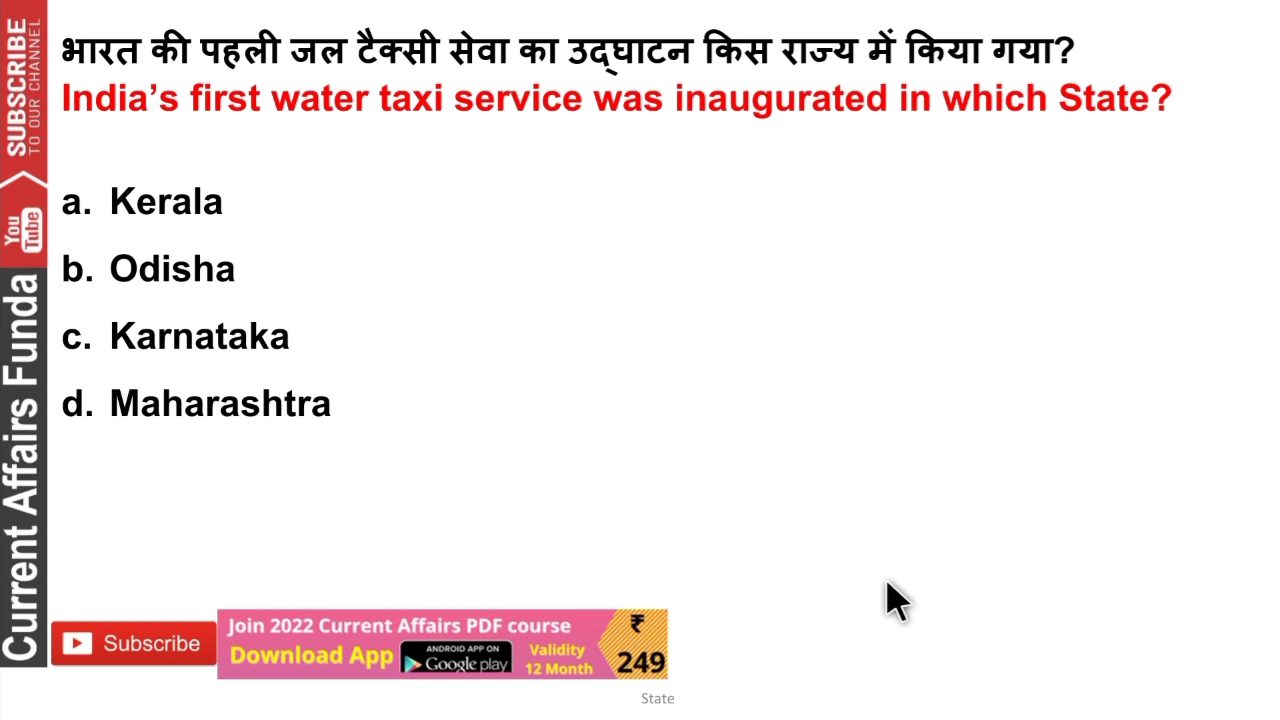 भारत की पहली जल टैक्सी सेवा का उद्घाटन किस राज्य में किया गया?
India’s first water taxi service was inaugurated in which State?
a. Kerala
b. Odisha
c. Karnataka
d. Maharashtra
SUBSCRIBE
TO OUR CHANNEL
You
Tube
Current Affairs Funda
Subscribe
Join 2022 Current Affairs PDF course
Download App
ANDROID APP ON
Google play
Validity
12 Month
₹
249
State